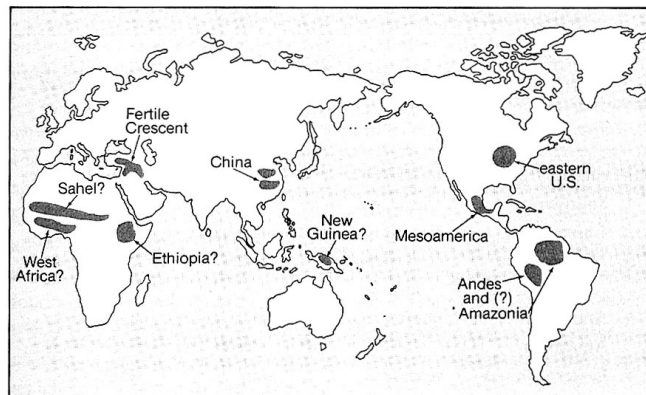 Fertile
Crescent
Sahel?
West
Africa?
Ethiopia?
China
New
Guinea?
Mesoamerica
eastern
U.S.
Andes
and (?)
Amazonia